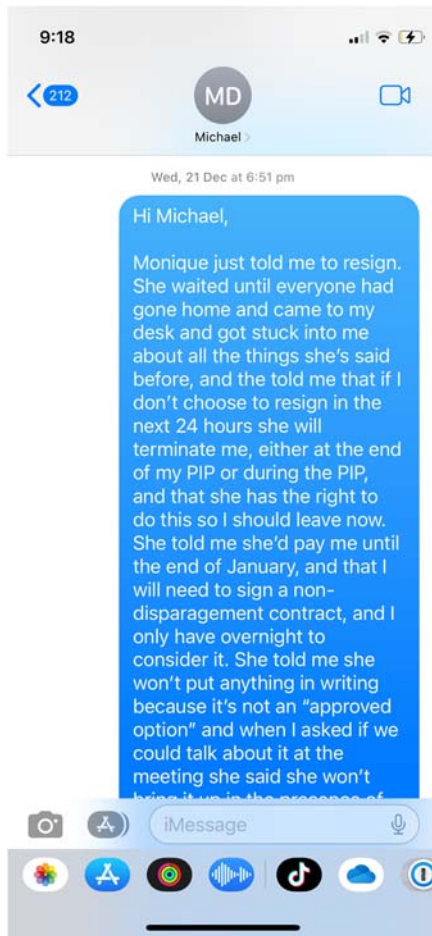 9:18
212
MD
Michael
Wed, 21 Dec at 6:51 pm
Hi Michael,
Monique just told me to resign.
She waited until everyone had
gone home and came to my
desk and got stuck into me
about all the things she's said
before, and the told me that if I
don't choose to resign in the
next 24 hours she will
terminate me, either at the end
of my PIP or during the PIP,
and that she has the right to
do this so I should leave now.
She told me she'd pay me until
the end of January, and that I
will need to sign a non-
disparagement contract, and I
only have overnight to
consider it. She told me she
won't put anything in writing
because it's not an “approved
option” and when I asked if we
could talk about it at the
meeting she said she won't
bring it up in the presence of
iMessage